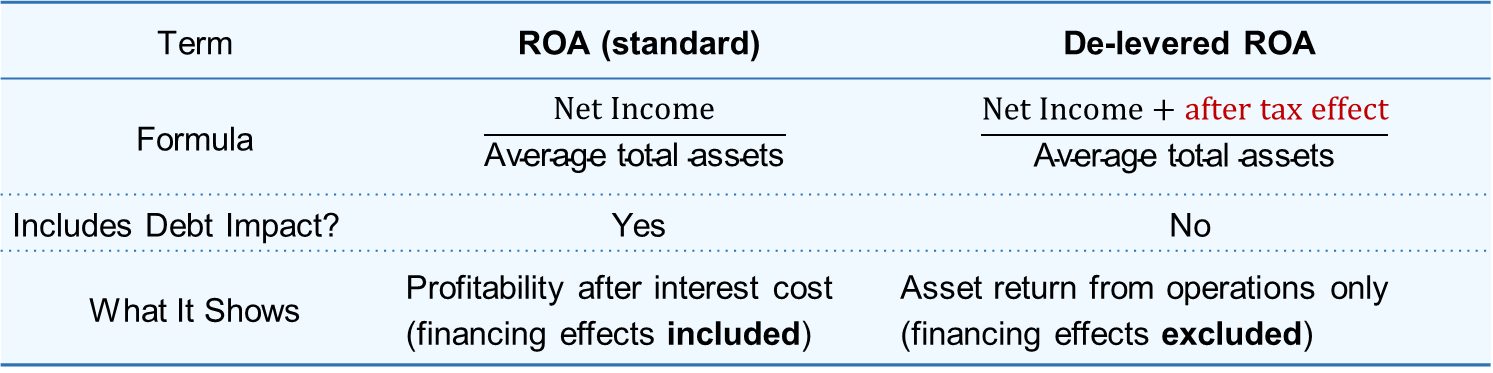 Term ROA (standard) De-levered ROA
Formula
Net Income
Average total assets
Net Income + after tax effect
Average total assets
Includes Debt Impact? Yes No
What It Shows
Profitability after interest cost
(financing effects included)
Asset return from operations only
(financing effects excluded)